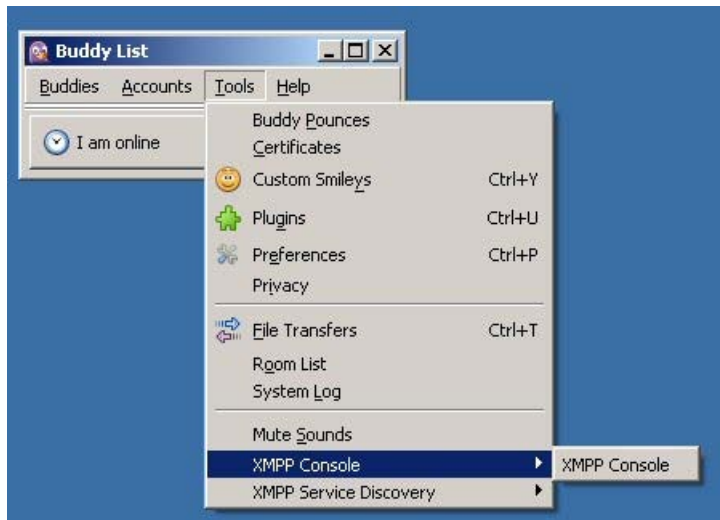 Buddy List
Buddies Accounts Tools Help
I am online
Buddy Pounces
Certificates
Custom Smileys Ctrl+Y
Plugins Ctrl+U
Preferences Ctrl+P
Privacy
File Transfers Ctrl+T
Room List
System Log
Mute Sounds
XMPP Console XMPP Console
XMPP Service Discovery